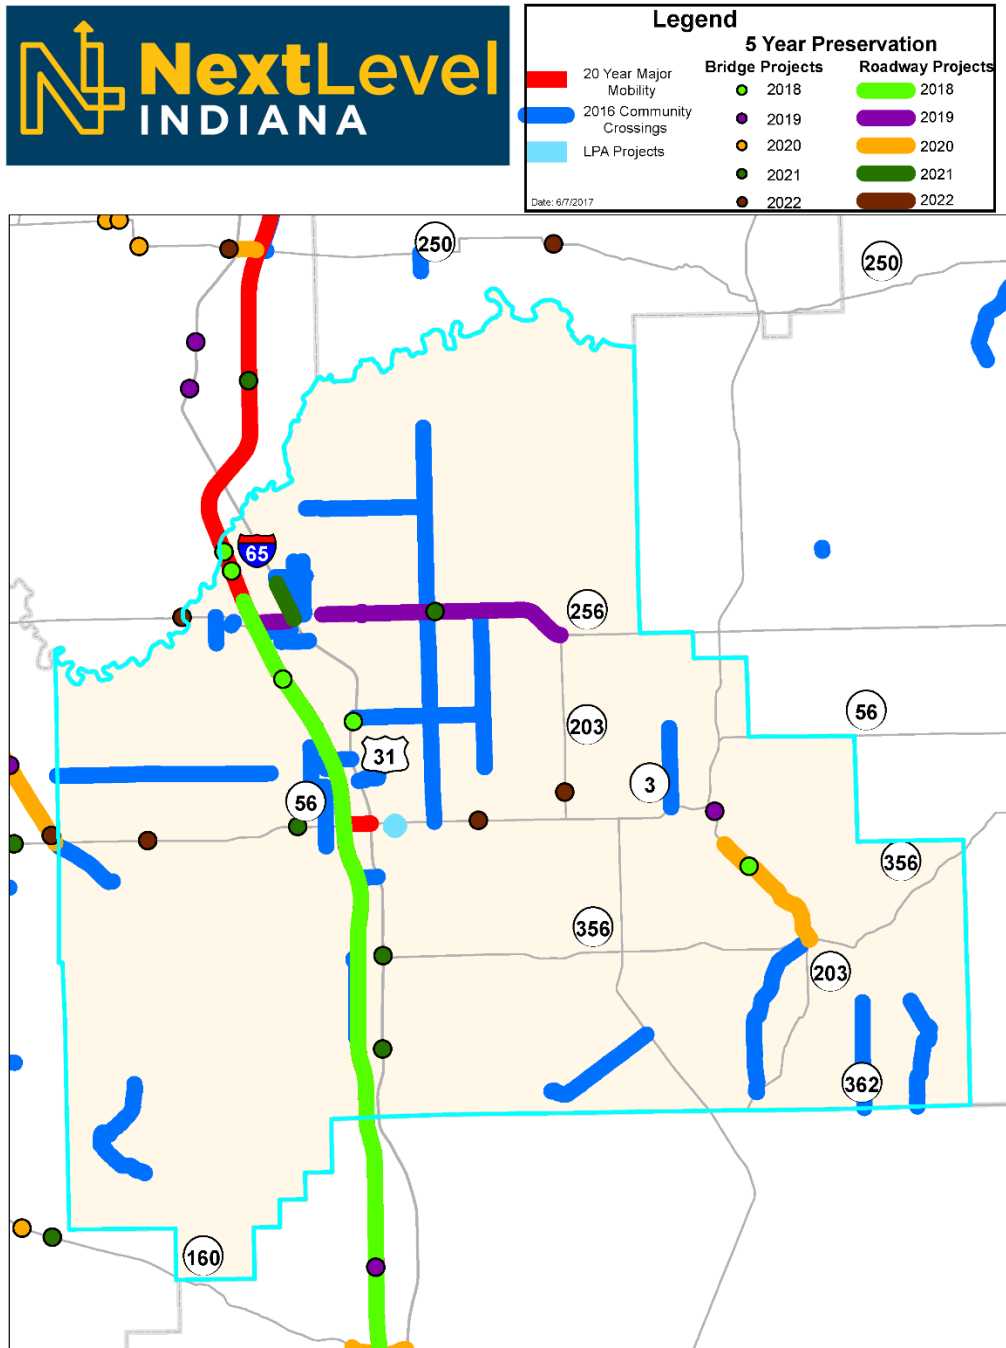 NextLevel
INDIANA
Legend
5 Year Preservation
Bridge Projects
Roadway Projects
20 Year Major
Mobility
2016 Community
Crossings
LPA Projects
2018
2019
2020
2021
2022
2018
2019
2020
2021
2022
Date: 6/7/2017
250
250
65
256
203
56
31
3
56
356
356
203
362
160